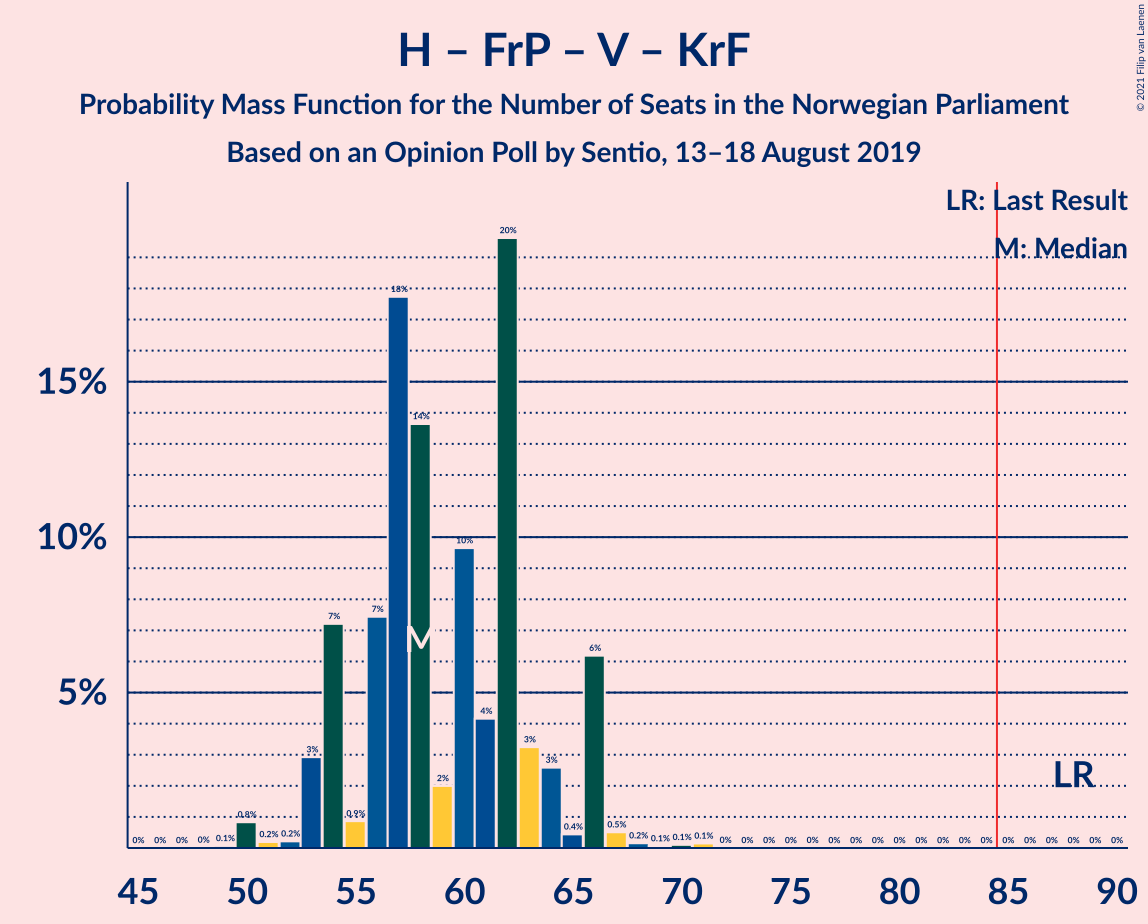 H – FrP – V – KrF
Probability Mass Function for the Number of Seats in the Norwegian Parliament
Based on an Opinion Poll by Sentio, 13–18 August 2019
© 2021 Filip van Laenen
LR: Last Result
M: Median
15%
10%
5%
0% 0% 0% 0% 0.1% 0.8% 0.2% 0.2% 3% 7% 0.9% 7% 18% 14% 2% 10% 4% 20% 3% 3% 0.4% 6% 0.5% 0.2% 0.1% 0.1% 0.1% 0% 0% 0% 0% 0% 0% 0% 0% 0% 0% 0% 0% 0% 0% 0% 0% 0% 0% 0%
M
LR
45 50 55 60 65 70 75 80 85 90